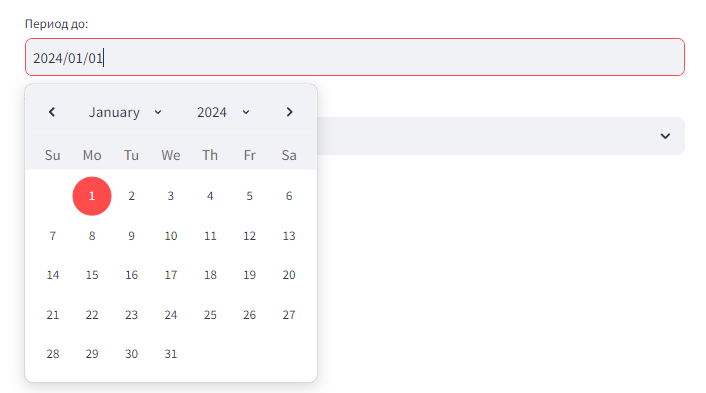 Период до:
2024/01/01
January 2024
Su Mo Tu We Th Fr Sa
1 2 3 4 5 6
7 8 9 10 11 12 13
14 15 16 17 18 19 20
21 22 23 24 25 26 27
28 29 30 31